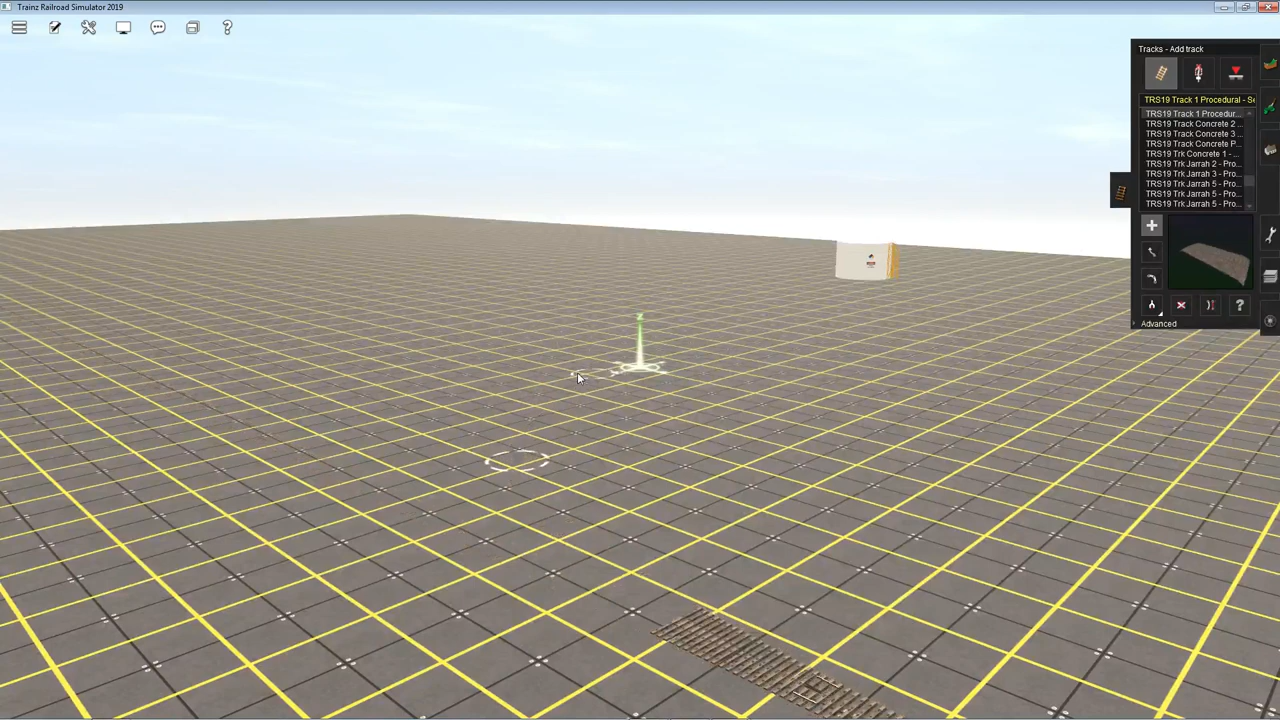 Trainz Railroad Simulator 2019
Tracks - Add track
TRS19 Track 1 Procedural - Se
TRS19 Track 1 Procedur...
TRS19 Track Concrete 2 ...
TRS19 Track Concrete 3 ...
TRS19 Track Concrete P...
TRS19 Trk Concrete 1 - ...
TRS19 Trk Jarrah 2 - Pro...
TRS19 Trk Jarrah 3 - Pro...
TRS19 Trk Jarrah 5 - Pro...
TRS19 Trk Jarrah 5 - Pro...
TRS19 Trk Jarrah 5 - Pro...
Advanced
Z